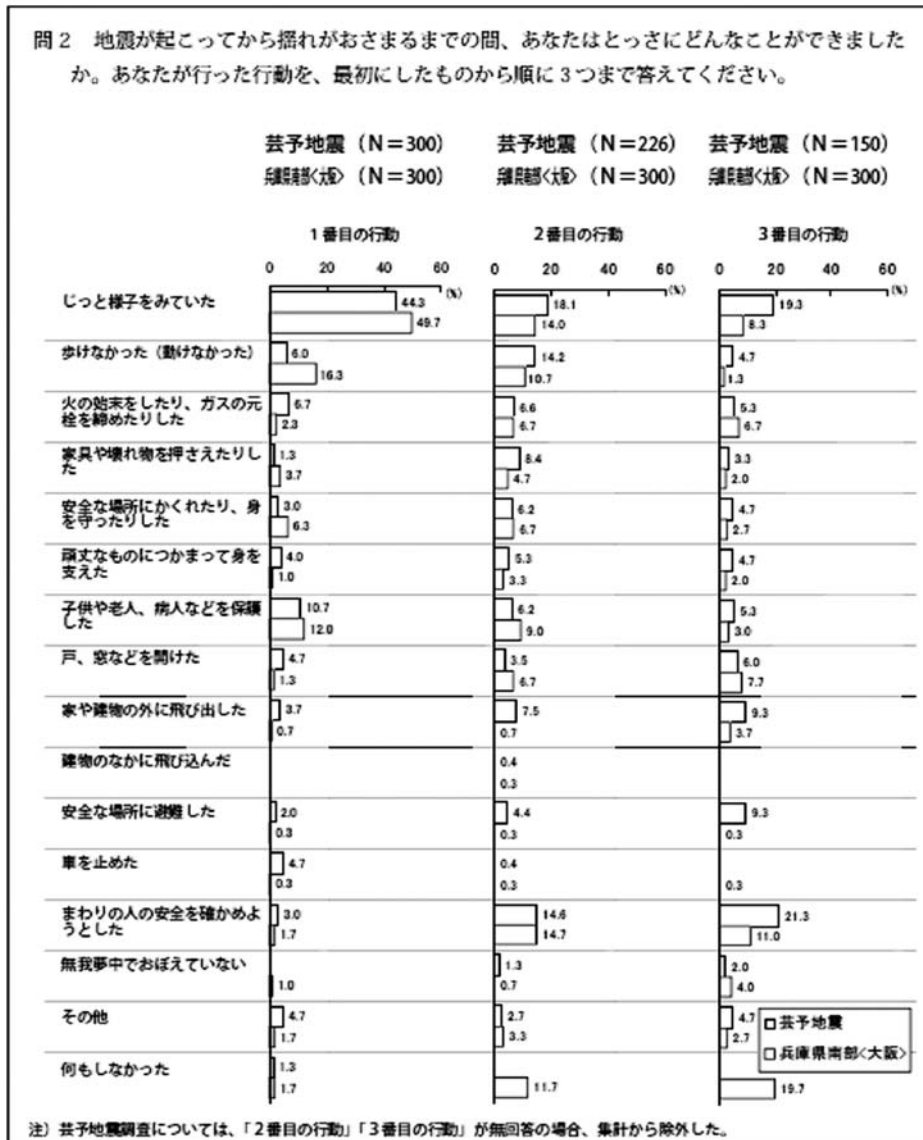 問2 地震が起こってから揺れがおさまるまでの間、あなたはとっさにどんなことができました
か。あなたが行った行動を、最初にしたものから順に3つまで答えてください。
芸予地震(N=300) 芸予地震(N=226) 芸予地震(N=150)
<大阪>(N=300) <大阪>(N=300) <大阪>(N=300)
1番目の行動 2番目の行動 3番目の行動
0 20 40 60 0 20 40 60 0 20 40 60
(%) (%) (%)
じっと様子をみていた 44.3 18.1 19.3
49.7 14.0 8.3
歩けなかった(動けなかった) 6.0 14.2 4.7
16.3 10.7 1.3
火の始末をしたり、ガスの元 6.7 6.6 5.3
栓を締めたりした 2.3 6.7 6.7
家具や壊れ物を押さえたりし 1.3 8.4 3.3
た 3.7 4.7 2.0
安全な場所にかくれたり、身 3.0 6.2 4.7
を守ったりした 6.3 6.7 2.7
頑丈なものにつかまって身を 4.0 5.3 4.7
支えた 1.0 3.3 2.0
子供や老人、病人などを保護 10.7 6.2 5.3
した 12.0 9.0 3.0
戸、窓などを開けた 4.7 3.5 6.0
1.3 6.7 7.7
家や建物の外に飛び出した 3.7 7.5 9.3
0.7 0.7 3.7
建物のなかに飛び込んだ 0.4
0.3
安全な場所に避難した 2.0 4.4 9.3
0.3 0.3 0.3
車を止めた 4.7 0.4
0.3 0.3 0.3
まわりの人の安全を確かめよ 3.0 14.6 21.3
うとした 1.7 14.7 11.0
無我夢中でおぼえていない 1.3 2.0
1.0 0.7 4.0
その他 4.7 2.7 4.7
1.7 3.3 2.7
芸予地震
兵庫県南部<大阪>
何もしなかった 1.3
1.7 11.7 19.7
注)芸予地震調査については、「2番目の行動」「3番目の行動」が無回答の場合、集計から除外した。